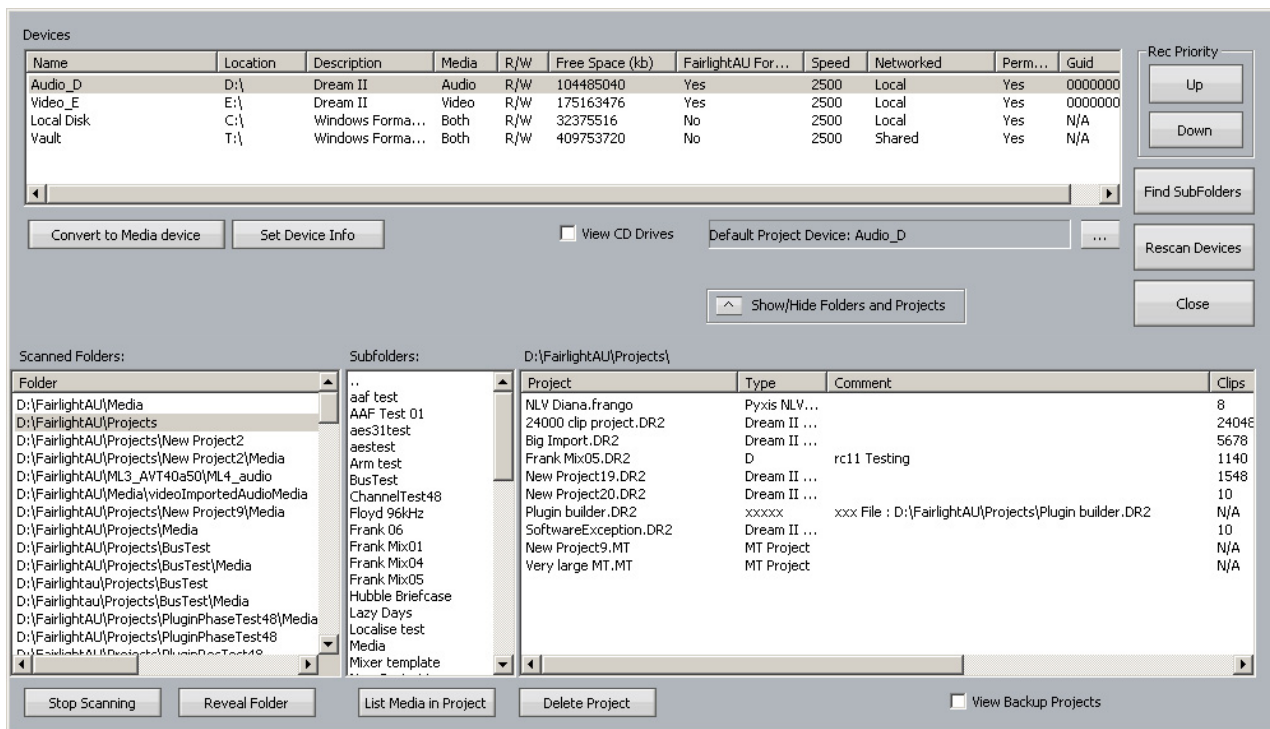 Devices
Name Location Description Media R/W Free Space (kb) FairlightAU For... Speed Networked Perm... Guid
Audio_D D:\ Dream II Audio R/W 104485040 Yes 2500 Local Yes 0000000
Video_E E:\ Dream II Video R/W 175163476 Yes 2500 Local Yes 0000000
Local Disk C:\ Windows Forma... Both R/W 32375516 No 2500 Local Yes N/A
Vault T:\ Windows Forma... Both R/W 409753720 No 2500 Shared Yes N/A
Rec Priority
Up
Down
Find SubFolders
Rescan Devices
Close
Convert to Media device
Set Device Info
View CD Drives
Default Project Device: Audio_D
...
Show/Hide Folders and Projects
Scanned Folders:
Folder
D:\FairlightAU\Media
D:\FairlightAU\Projects
D:\FairlightAU\Projects\New Project2
D:\FairlightAU\Projects\New Project2\Media
D:\FairlightAU\ML3_AVT40a50\ML4_audio
D:\FairlightAU\Media\videoImportedAudioMedia
D:\FairlightAU\Projects\New Project9\Media
D:\FairlightAU\Projects\Media
D:\FairlightAU\Projects\BusTest
D:\FairlightAU\Projects\BusTest\Media
D:\Fairlightau\Projects\BusTest
D:\Fairlightau\Projects\BusTest\Media
D:\FairlightAU\Projects\PluginPhaseTest48\Media
D:\FairlightAU\Projects\PluginPhaseTest48
Subfolders:
..
aaf test
AAF Test 01
aes31test
aestest
Arm test
BusTest
ChannelTest48
Floyd 96kHz
Frank 06
Frank Mix01
Frank Mix04
Frank Mix05
Hubble Briefcase
Lazy Days
Localise test
Media
Mixer template
D:\FairlightAU\Projects\
Project Type Comment Clips
NLV Diana.frango Pyxis NLV... 8
24000 clip project.DR2 Dream II ... 24048
Big Import.DR2 Dream II ... 5678
Frank Mix05.DR2 D rc11 Testing 1140
New Project19.DR2 Dream II ... 1548
New Project20.DR2 Dream II ... 10
Plugin builder.DR2 xxxxx xxx File : D:\FairlightAU\Projects\Plugin builder.DR2 N/A
SoftwareException.DR2 Dream II ... 10
New Project9.MT MT Project N/A
Very large MT.MT MT Project N/A
Stop Scanning
Reveal Folder
List Media in Project
Delete Project
View Backup Projects